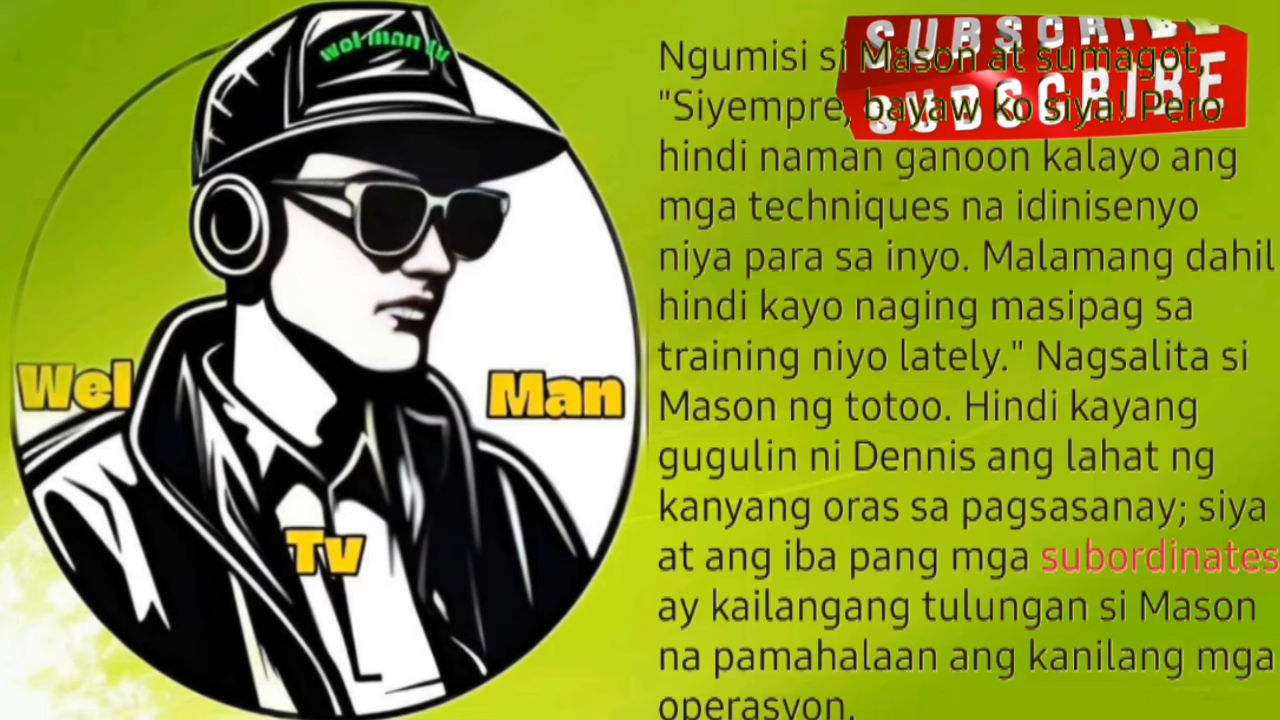 wel man tv
Wel
Man
Tv
SUBSCRIBE
SUBSCRIBE
Ngumisi si Mason at sumagot,
"Siyempre, bayaw ko siya! Pero
hindi naman ganoon kalayo ang
mga techniques na idinisenyo
niya para sa inyo. Malamang dahil
hindi kayo naging masipag sa
training niyo lately." Nagsalita si
Mason ng totoo. Hindi kayang
gugulin ni Dennis ang lahat ng
kanyang oras sa pagsasanay; siya
at ang iba pang mga subordinates
ay kailangang tulungan si Mason
na pamahalaan ang kanilang mga
operasyon.